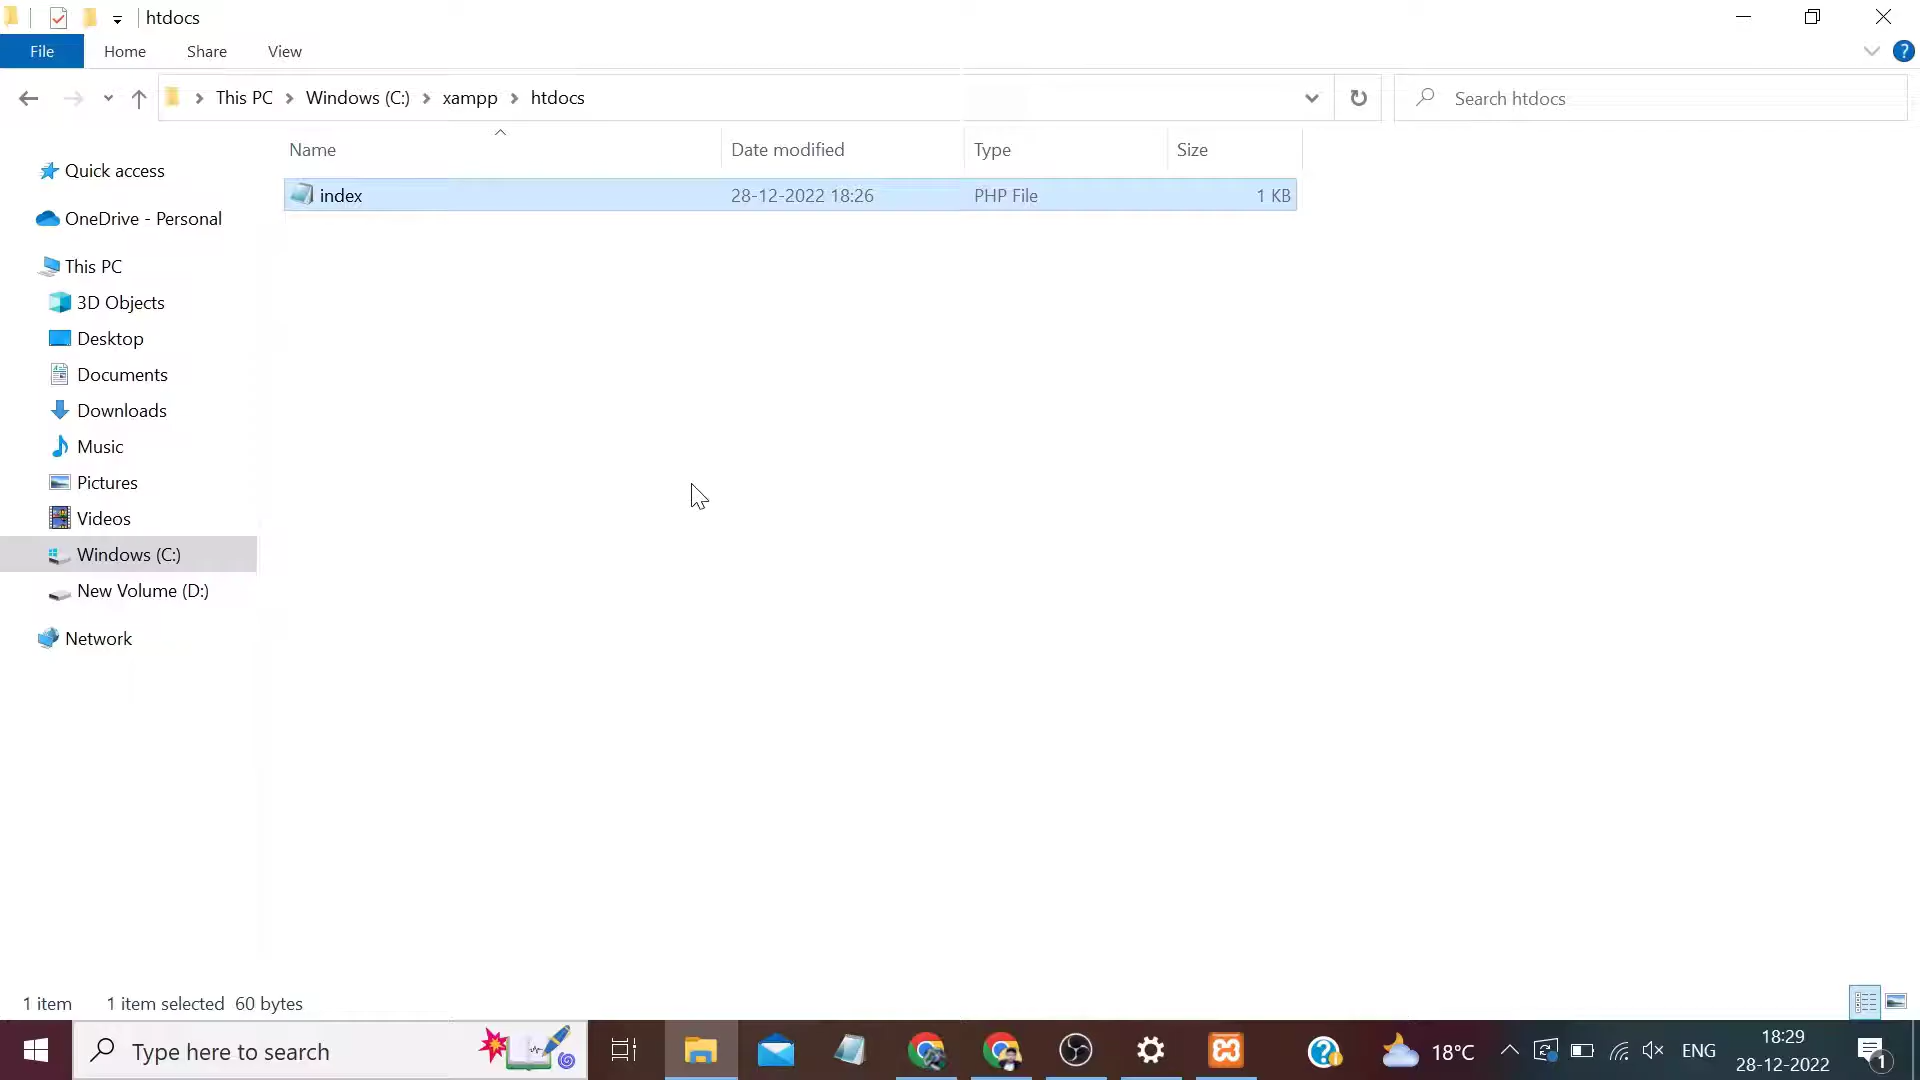 htdocs
File Home Share View
This PC Windows (C:) xampp htdocs
Search htdocs
Name Date modified Type Size
index 28-12-2022 18:26 PHP File 1 KB
Quick access
OneDrive - Personal
This PC
3D Objects
Desktop
Documents
Downloads
Music
Pictures
Videos
Windows (C:)
New Volume (D:)
Network
1 item 1 item selected 60 bytes
Type here to search
18°C
ENG
18:29
28-12-2022
1